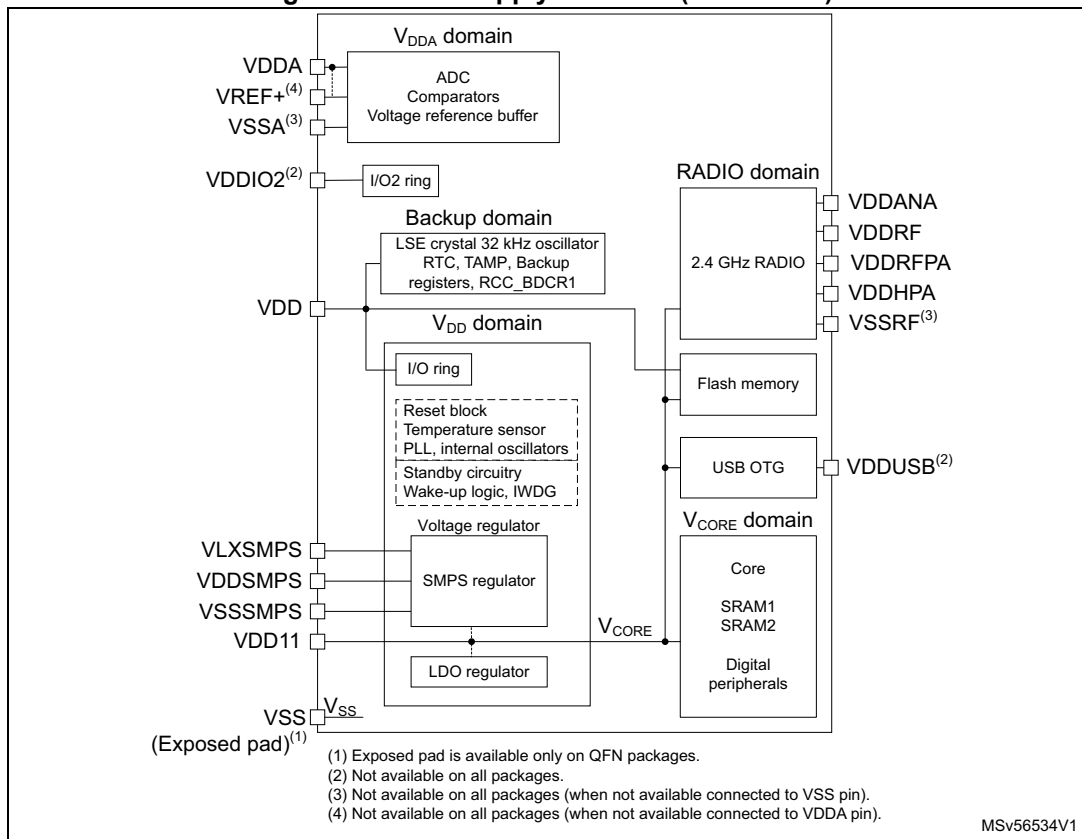 VDDA domain
VDDA
VREF+(4)
VSSA(3)
ADC
Comparators
Voltage reference buffer
VDDIO2(2)
I/O2 ring
Backup domain
LSE crystal 32 kHz oscillator
RTC, TAMP, Backup
registers, RCC_BDCR1
VDD
VDD domain
I/O ring
Reset block
Temperature sensor
PLL, internal oscillators
Standby circuitry
Wake-up logic, IWDG
Voltage regulator
VLXSMPS
VDDSMPS
VSSSMPS
VDD11
SMPS regulator
LDO regulator
VCORE
VSS
VSS
(Exposed pad)(1)
RADIO domain
2.4 GHz RADIO
VDDANA
VDDRF
VDDRFPA
VDDHPA
VSSRF(3)
Flash memory
USB OTG
VDDUSB(2)
VCORE domain
Core
SRAM1
SRAM2
Digital
peripherals
(1) Exposed pad is available only on QFN packages.
(2) Not available on all packages.
(3) Not available on all packages (when not available connected to VSS pin).
(4) Not available on all packages (when not available connected to VDDA pin).
MSv56534V1